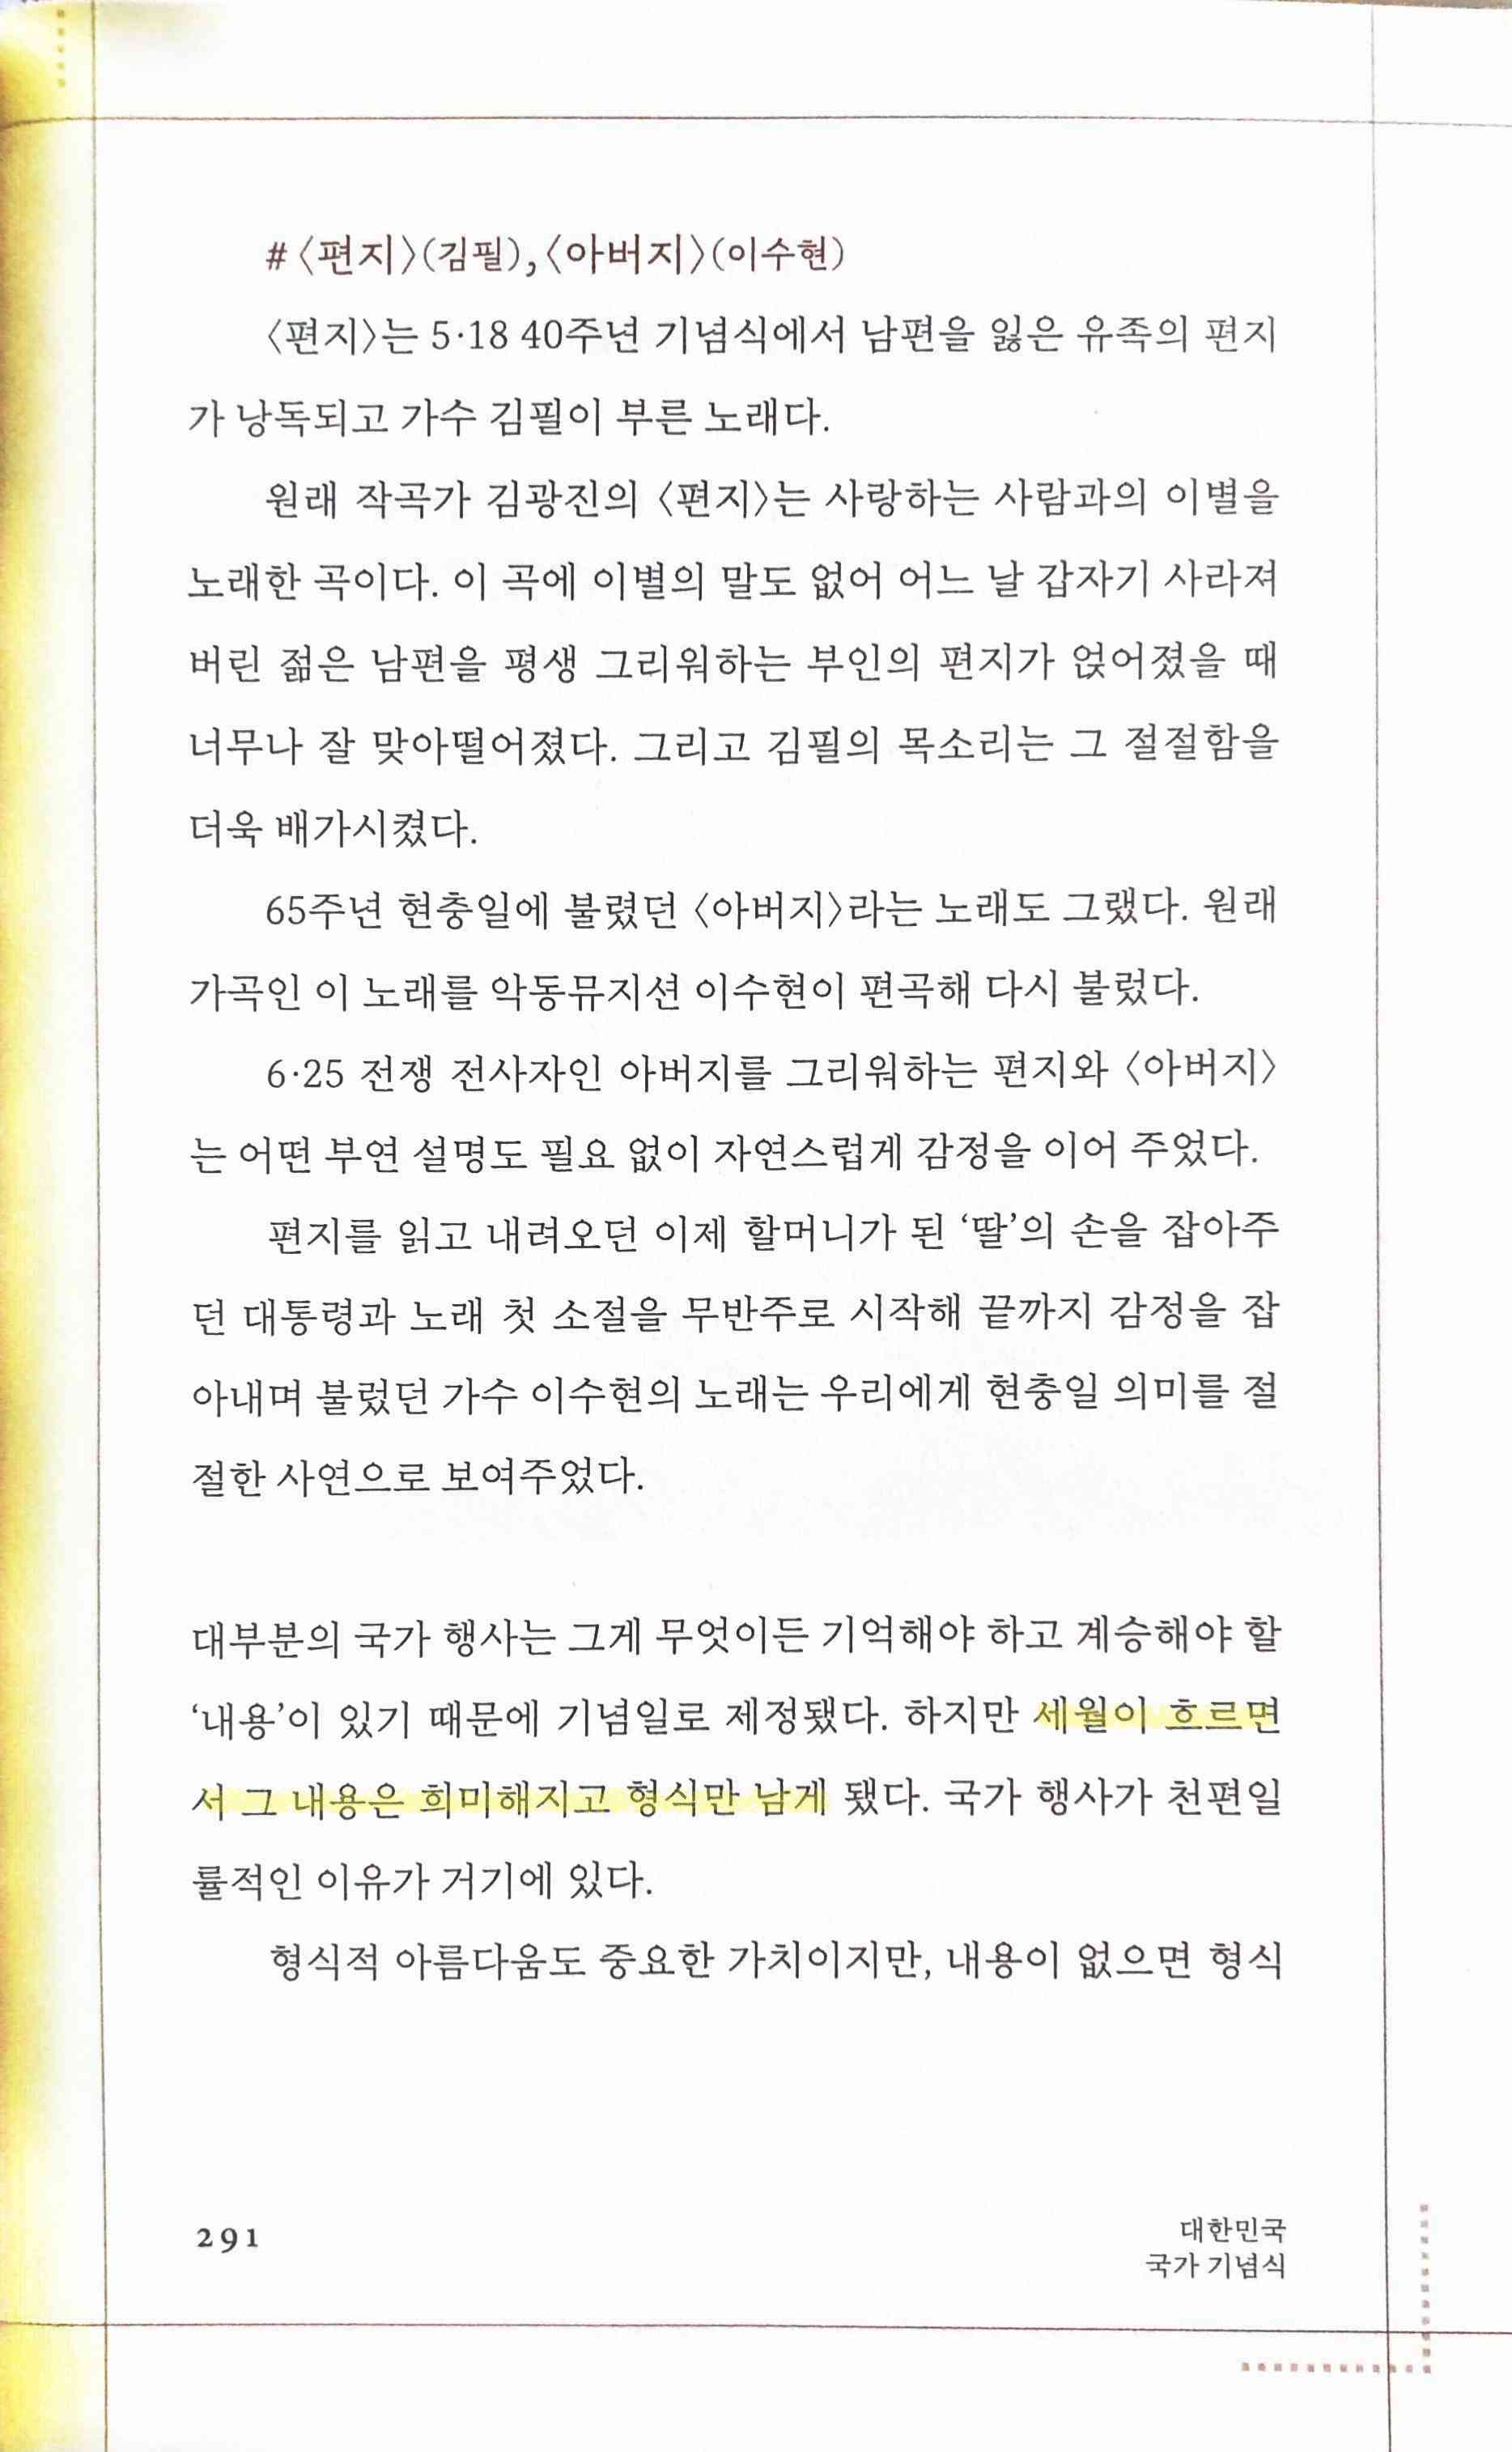 #〈편지〉(김필),〈아버지〉(이수현)
〈편지〉는 5·18 40주년 기념식에서 남편을 잃은 유족의 편지
가 낭독되고 가수 김필이 부른 노래다.
원래 작곡가 김광진의 〈편지〉는 사랑하는 사람과의 이별을
노래한 곡이다. 이 곡에 이별의 말도 없어 어느 날 갑자기 사라져
버린 젊은 남편을 평생 그리워하는 부인의 편지가 얹어졌을 때
너무나 잘 맞아떨어졌다. 그리고 김필의 목소리는 그 절절함을
더욱 배가시켰다.
65주년 현충일에 불렸던 〈아버지〉라는 노래도 그랬다. 원래
가곡인 이 노래를 악동뮤지션 이수현이 편곡해 다시 불렀다.
6·25 전쟁 전사자인 아버지를 그리워하는 편지와 〈아버지〉
는 어떤 부연 설명도 필요 없이 자연스럽게 감정을 이어 주었다.
편지를 읽고 내려오던 이제 할머니가 된 ‘딸’의 손을 잡아주
던 대통령과 노래 첫 소절을 무반주로 시작해 끝까지 감정을 잡
아내며 불렀던 가수 이수현의 노래는 우리에게 현충일 의미를 절
절한 사연으로 보여주었다.
대부분의 국가 행사는 그게 무엇이든 기억해야 하고 계승해야 할
‘내용’이 있기 때문에 기념일로 제정됐다. 하지만 세월이 흐르면
서 그 내용은 희미해지고 형식만 남게 됐다. 국가 행사가 천편일
률적인 이유가 거기에 있다.
형식적 아름다움도 중요한 가치이지만, 내용이 없으면 형식
291
대한민국
국가 기념식